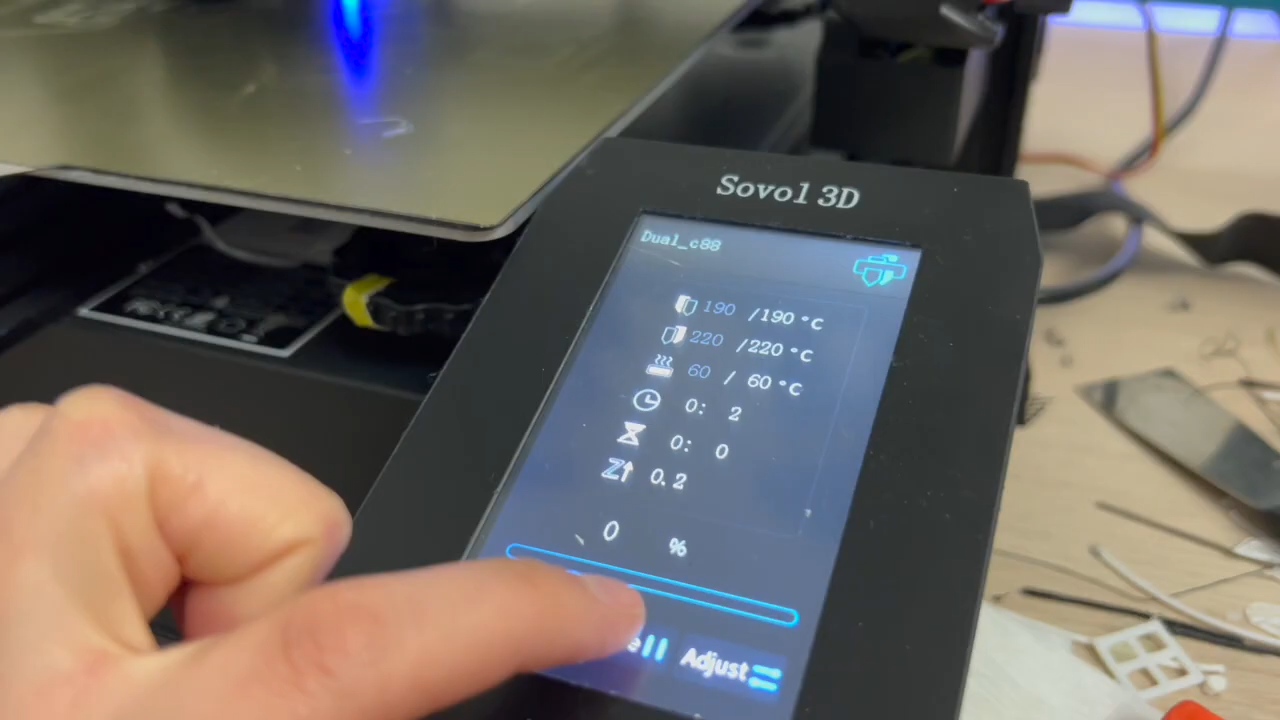 Sovol 3D
Dual_c88
190 /190 °C
220 /220 °C
60 / 60 °C
0: 2
0: 0
Z 0.2
0 %
Adjust